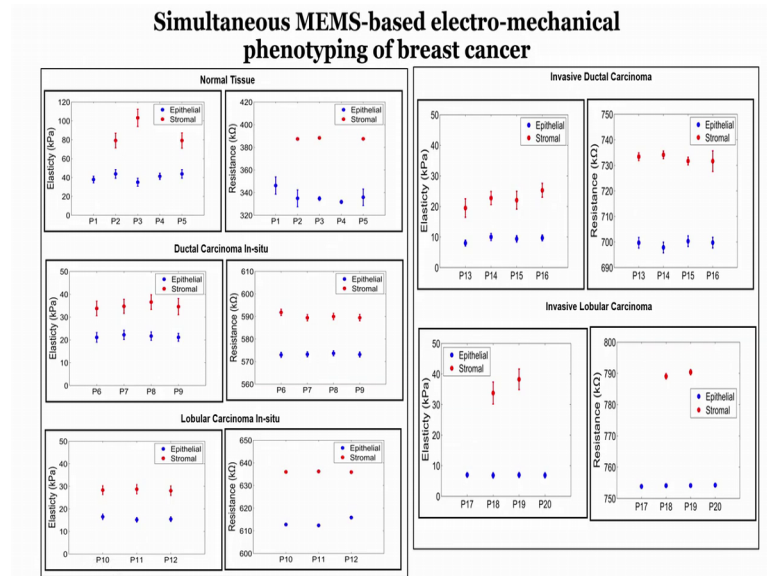 Simultaneous MEMS-based electro-mechanical
phenotyping of breast cancer
Normal Tissue
Elasticty (kPa)
120
100
80
60
40
20
0
P1 P2 P3 P4 P5
Epithelial
Stromal
Resistance (kΩ)
420
400
380
360
340
320
P1 P2 P3 P4 P5
Epithelial
Stromal
Ductal Carcinoma In-situ
Elasticty (kPa)
50
40
30
20
10
0
P6 P7 P8 P9
Epithelial
Stromal
Resistance (kΩ)
610
600
590
580
570
560
P6 P7 P8 P9
Epithelial
Stromal
Lobular Carcinoma In-situ
Elasticty (kPa)
50
40
30
20
10
0
P10 P11 P12
Epithelial
Stromal
Resistance (kΩ)
650
640
630
620
610
600
P10 P11 P12
Epithelial
Stromal
Invasive Ductal Carcinoma
Elasticty (kPa)
50
40
30
20
10
0
P13 P14 P15 P16
Epithelial
Stromal
Resistance (kΩ)
750
740
730
720
710
700
690
P13 P14 P15 P16
Epithelial
Stromal
Invasive Lobular Carcinoma
Elasticty (kPa)
50
40
30
20
10
0
P17 P18 P19 P20
Epithelial
Stromal
Resistance (kΩ)
800
790
780
770
760
750
P17 P18 P19 P20
Epithelial
Stromal